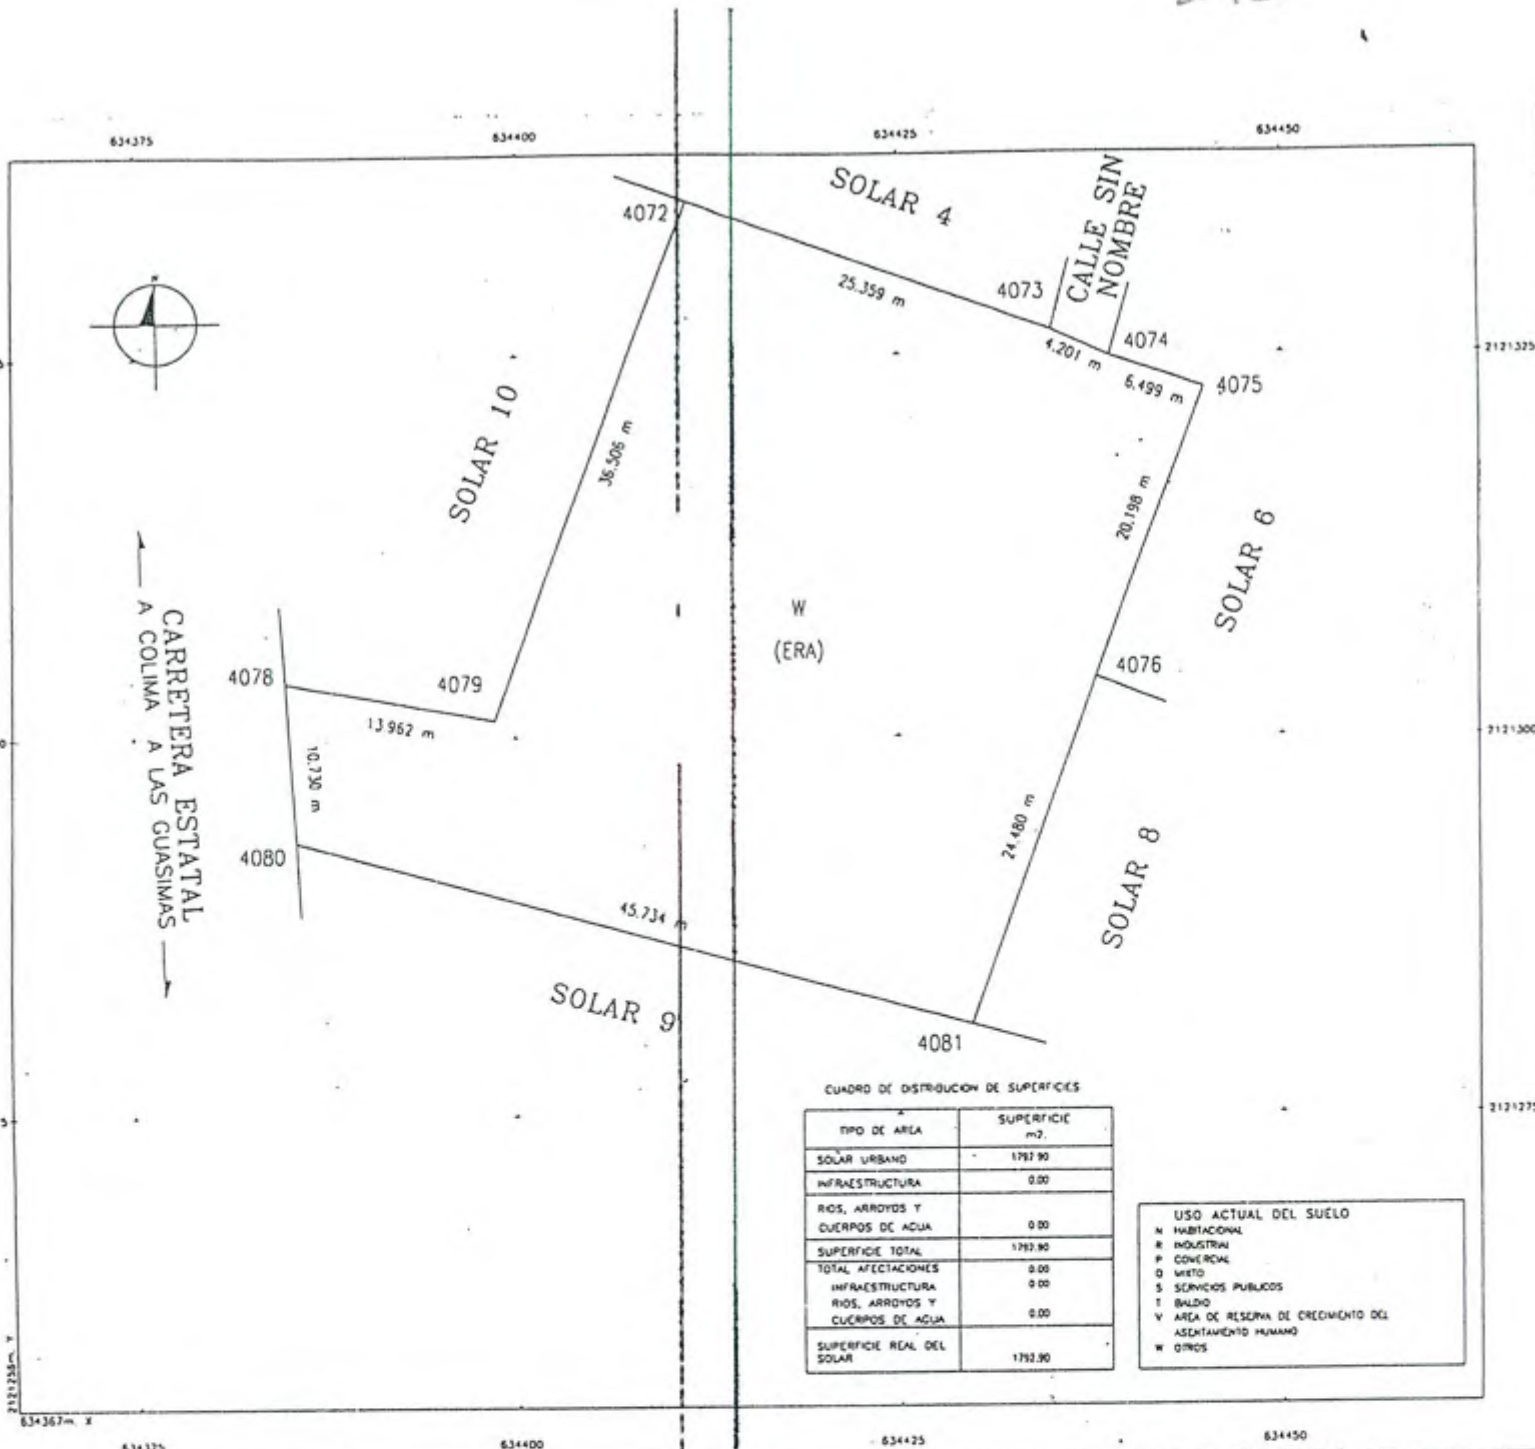 634375
634400
634425
634450
SOLAR 4
CALLE SIN
NOMBRE
4072
4073
25.359 m
4074
4.201 m
6.499 m
4075
2121325
N
SOLAR 10
36.506 m
20.198 m
SOLAR 6
W
(ERA)
4076
4078
4079
13.962 m
10.730 m
2121300
CARRETERA ESTATAL
A COLIMA A LAS GUASIMAS
4080
45.734 m
24.480 m
SOLAR 8
SOLAR 9
4081
2121275
CUADRO DE DISTRIBUCION DE SUPERFICIES
TIPO DE AREA SUPERFICIE
m2.
SOLAR URBANO 1792.90
INFRAESTRUCTURA 0.00
RIOS, ARROYOS Y
CUERPOS DE AGUA 0.00
SUPERFICIE TOTAL 1792.90
TOTAL AFECTACIONES 0.00
INFRAESTRUCTURA 0.00
RIOS, ARROYOS Y
CUERPOS DE AGUA 0.00
SUPERFICIE REAL DEL
SOLAR 1792.90
USO ACTUAL DEL SUELO
N HABITACIONAL
R INDUSTRIAL
P COMERCIAL
Q MIXTO
S SERVICIOS PUBLICOS
T BALDIO
V AREA DE RESERVA DE CRECIMIENTO DEL
ASENTAMIENTO HUMANO
W OTROS
634367m. X
634375
634400
634425
634450